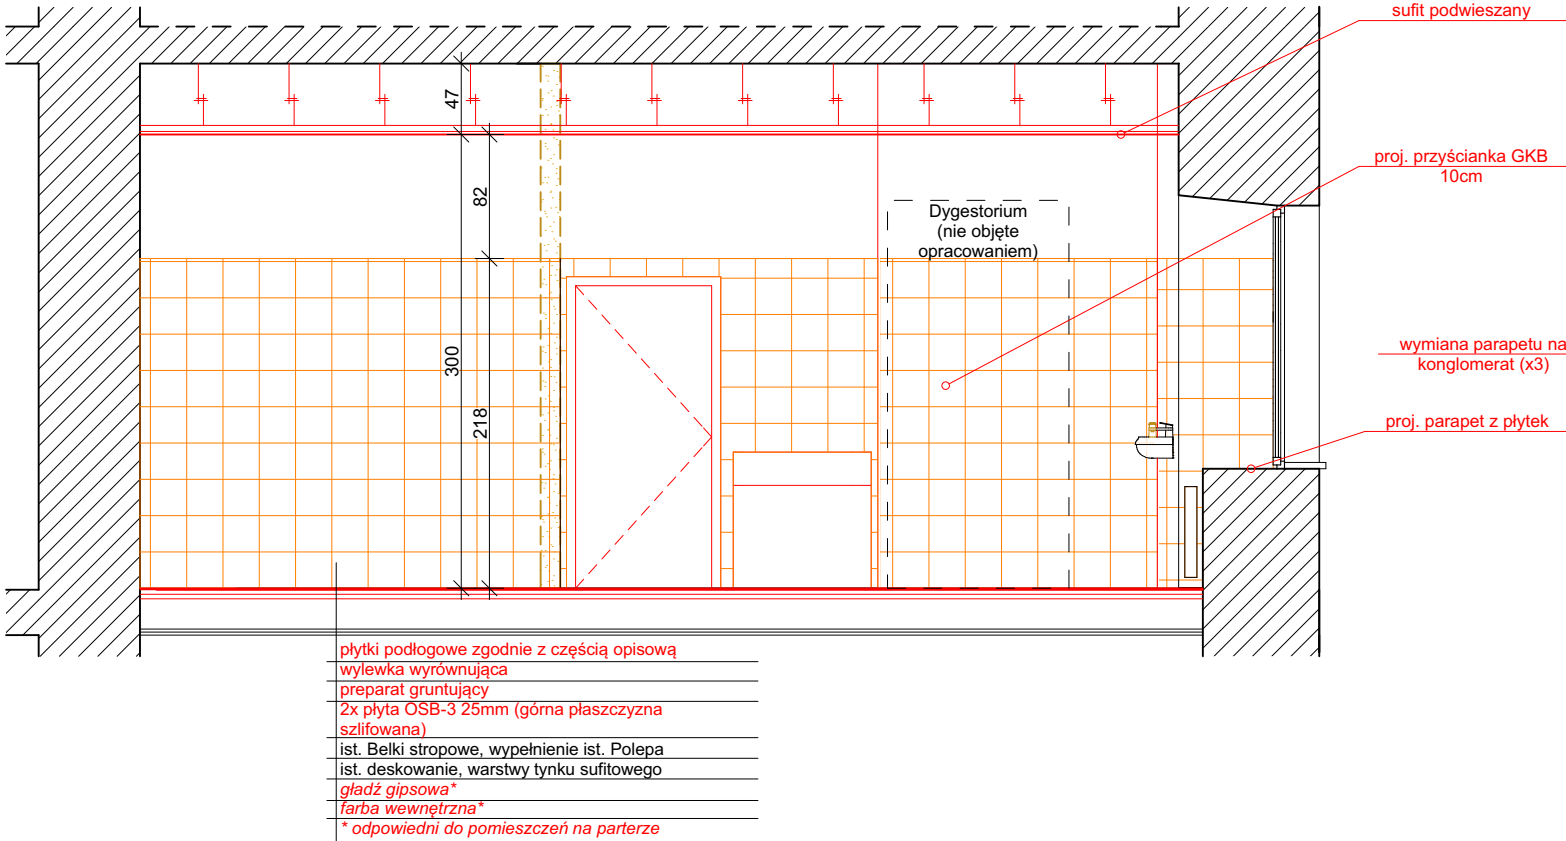 sufit podwieszany
47
proj. przyścianka GKB
10cm
82
Dygestorium
(nie objęte
opracowaniem)
wymiana parapetu na
konglomerat (x3)
300
218
proj. parapet z płytek
płytki podłogowe zgodnie z częścią opisową
wylewka wyrównująca
preparat gruntujący
2x płyta OSB-3 25mm (górna płaszczyzna
szlifowana)
ist. Belki stropowe, wypełnienie ist. Polepa
ist. deskowanie, warstwy tynku sufitowego
gładź gipsowa*
farba wewnętrzna*
* odpowiedni do pomieszczeń na parterze